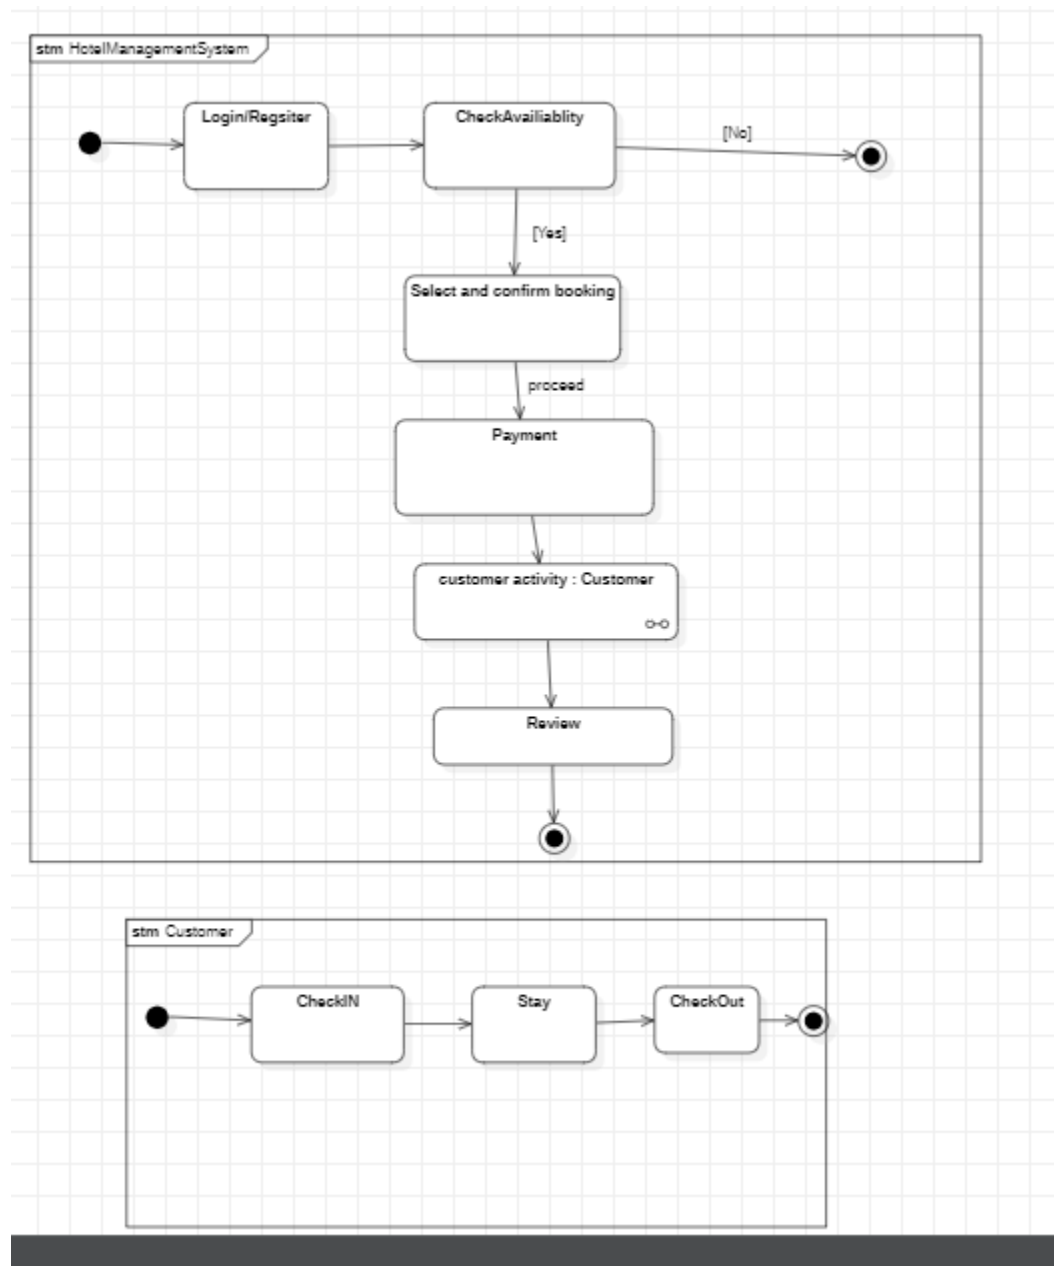 stm HotelManagementSystem
Login/Regsiter
CheckAvailiablity
[No]
[Yes]
Select and confirm booking
proceed
Payment
customer activity : Customer
Review
stm Customer
CheckIN
Stay
CheckOut